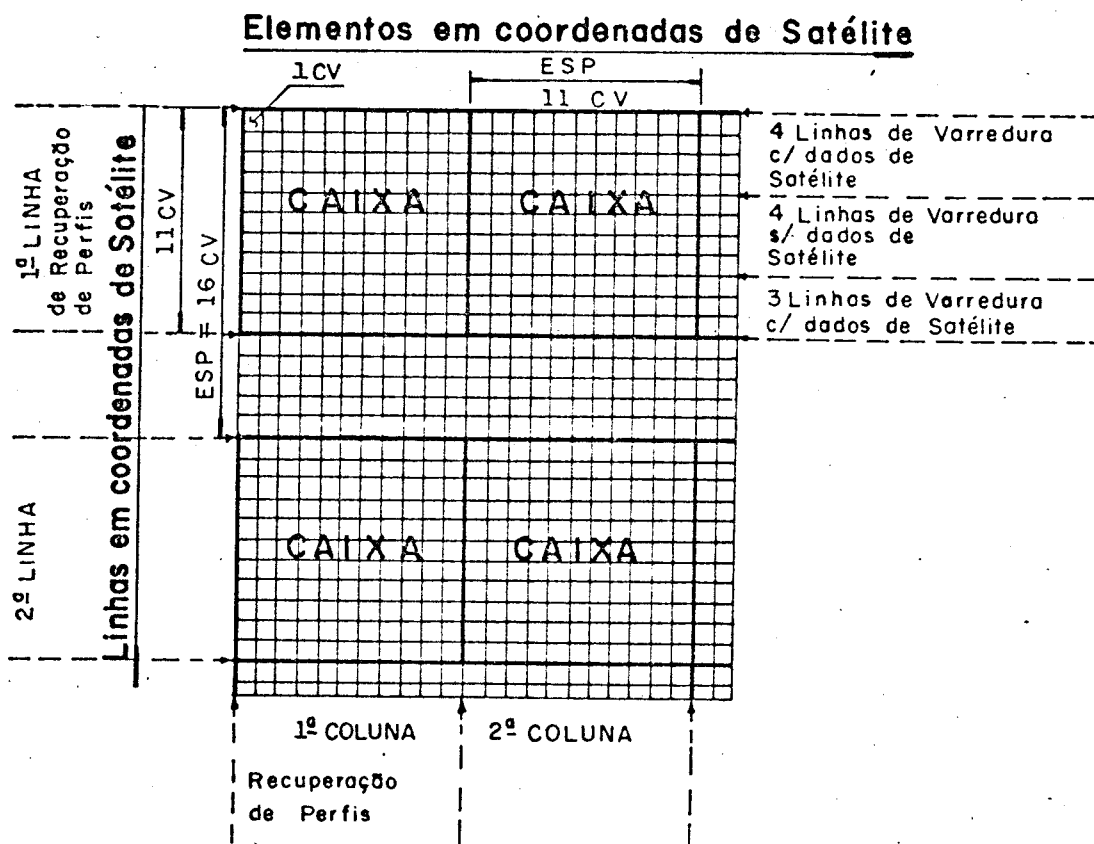 Elementos em coordenadas de Satélite
1CV
ESP
11 CV
Linhas em coordenadas de Satélite
1ª LINHA
de Recuperação
de Perfis
11CV
ESP = 16 CV
CAIXA
CAIXA
4 Linhas de Varredura
c/ dados de
Satélite
4 Linhas de Varredura
s/ dados de
Satélite
3 Linhas de Varredura
c/ dados de Satélite
2ª LINHA
CAIXA
CAIXA
1ª COLUNA
2ª COLUNA
Recuperação
de Perfis